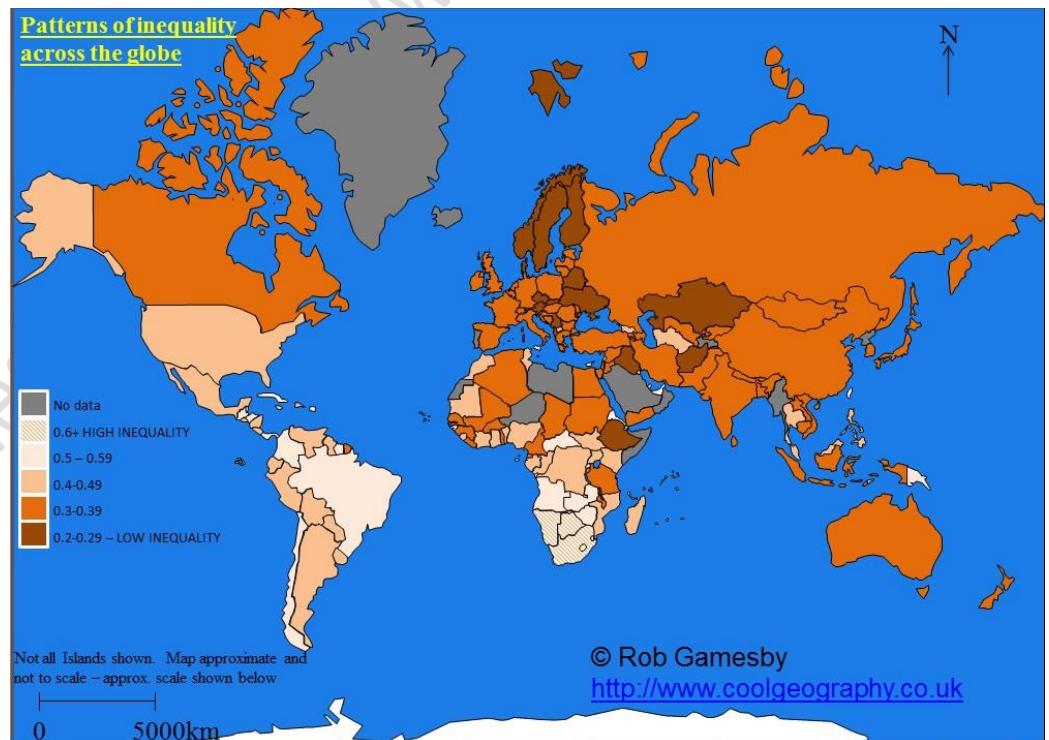 Patterns of inequality
across the globe
N
No data
0.6+ HIGH INEQUALITY
0.5 – 0.59
0.4-0.49
0.3-0.39
0.2-0.29 – LOW INEQUALITY
Not all Islands shown. Map approximate and
not to scale – approx. scale shown below
0 5000km
© Rob Gamesby
http://www.coolgeography.co.uk